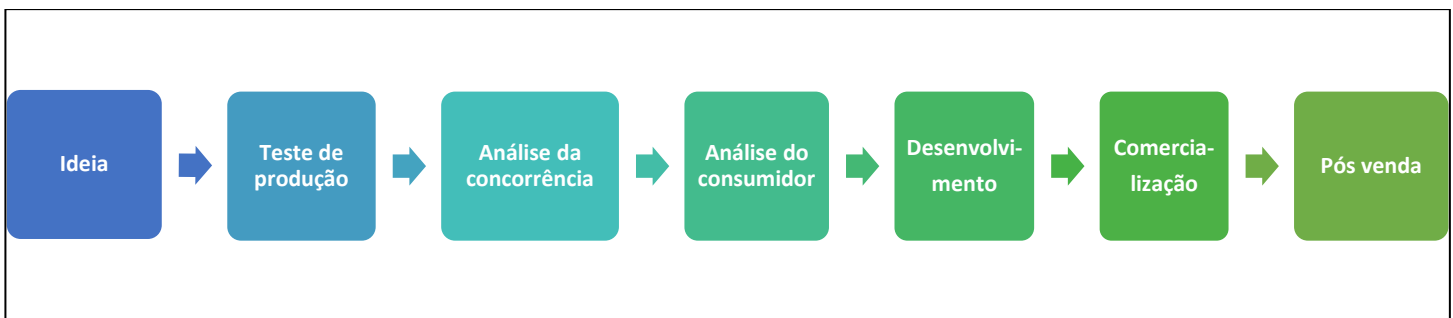 Ideia
Teste de
produção
Análise da
concorrência
Análise do
consumidor
Desenvolvi-
mento
Comercia-
lização
Pós venda